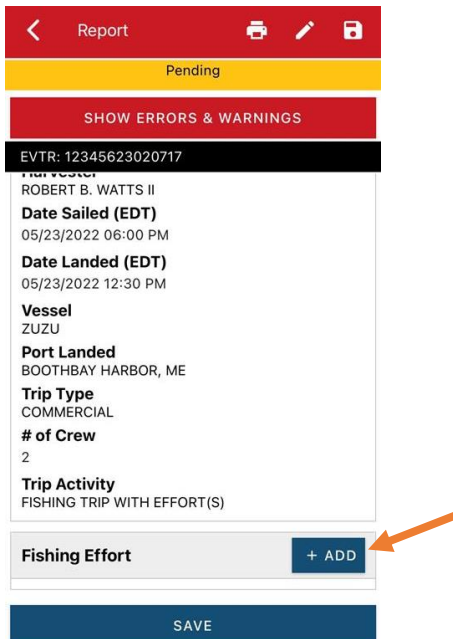 Report
Pending
SHOW ERRORS & WARNINGS
EVTR: 12345623020717
Harvester
ROBERT B. WATTS II
Date Sailed (EDT)
05/23/2022 06:00 PM
Date Landed (EDT)
05/23/2022 12:30 PM
Vessel
ZUZU
Port Landed
BOOTHBAY HARBOR, ME
Trip Type
COMMERCIAL
# of Crew
2
Trip Activity
FISHING TRIP WITH EFFORT(S)
Fishing Effort + ADD
SAVE